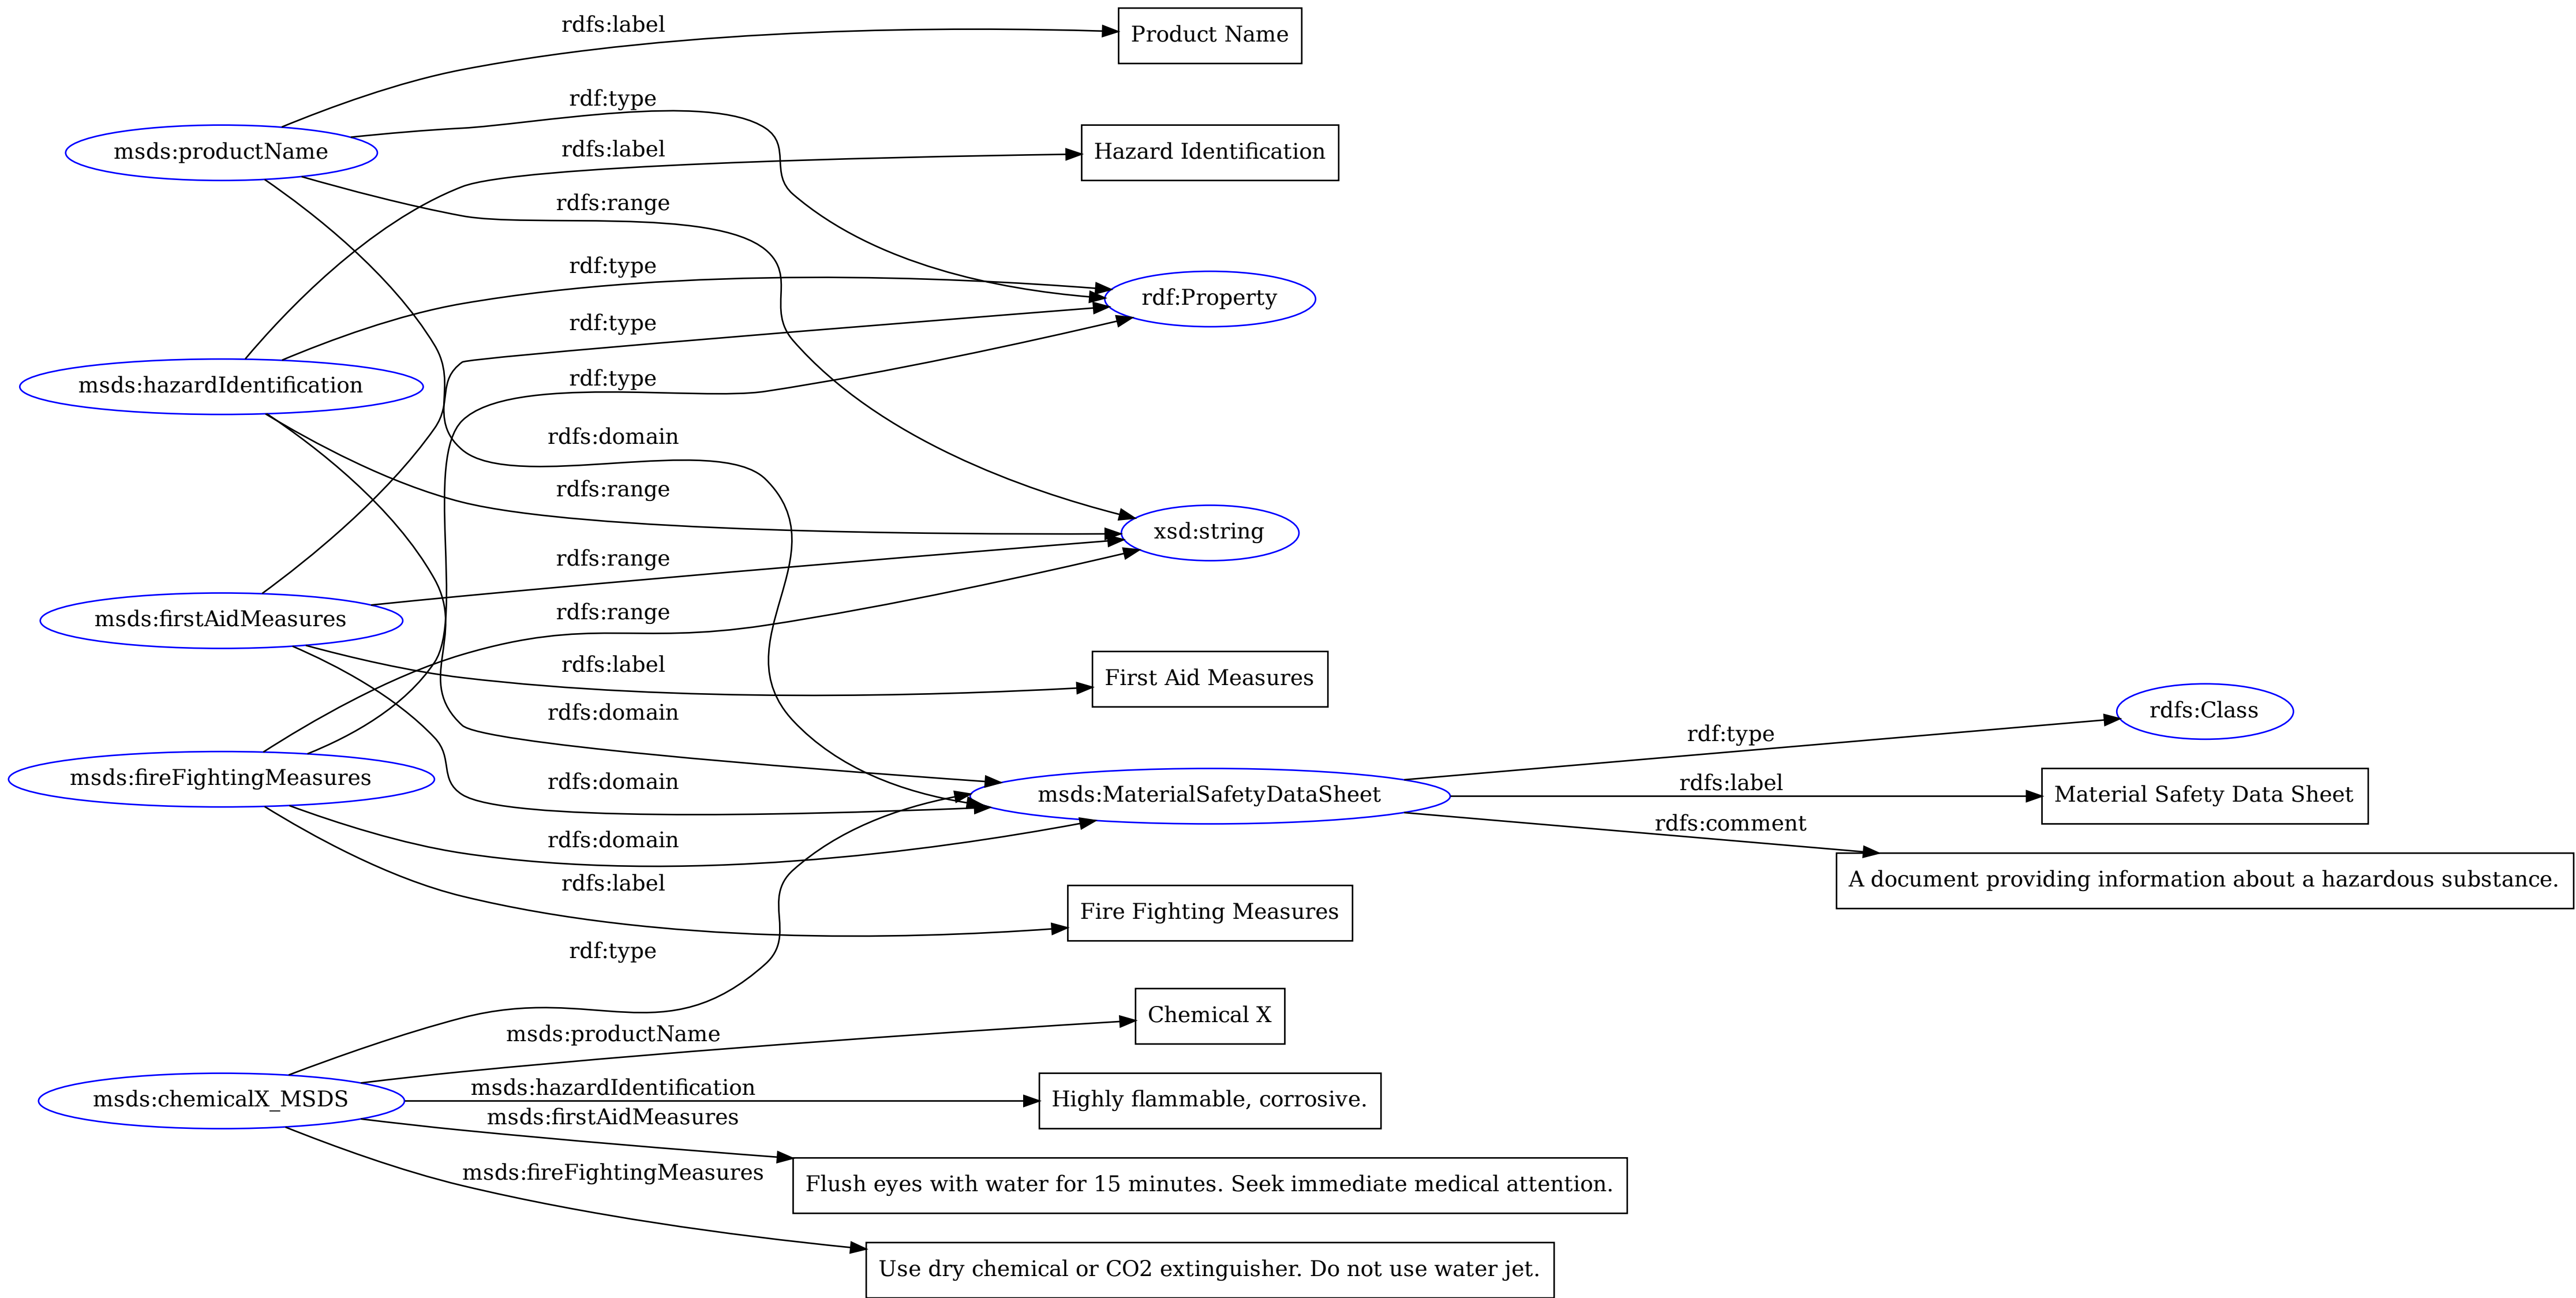 rdfs:label
Product Name
rdf:type
msds:productName
rdfs:label
Hazard Identification
rdfs:range
rdf:type
rdf:Property
rdf:type
rdf:type
msds:hazardIdentification
rdfs:domain
rdfs:range
xsd:string
rdfs:range
msds:firstAidMeasures
rdfs:range
rdfs:label
First Aid Measures
rdfs:domain
rdfs:Class
rdf:type
msds:fireFightingMeasures
rdfs:domain
msds:MaterialSafetyDataSheet
rdfs:label
Material Safety Data Sheet
rdfs:comment
rdfs:domain
A document providing information about a hazardous substance.
rdfs:label
Fire Fighting Measures
rdf:type
Chemical X
msds:productName
msds:hazardIdentification
msds:chemicalX_MSDS
Highly flammable, corrosive.
msds:firstAidMeasures
msds:fireFightingMeasures
Flush eyes with water for 15 minutes. Seek immediate medical attention.
Use dry chemical or CO2 extinguisher. Do not use water jet.